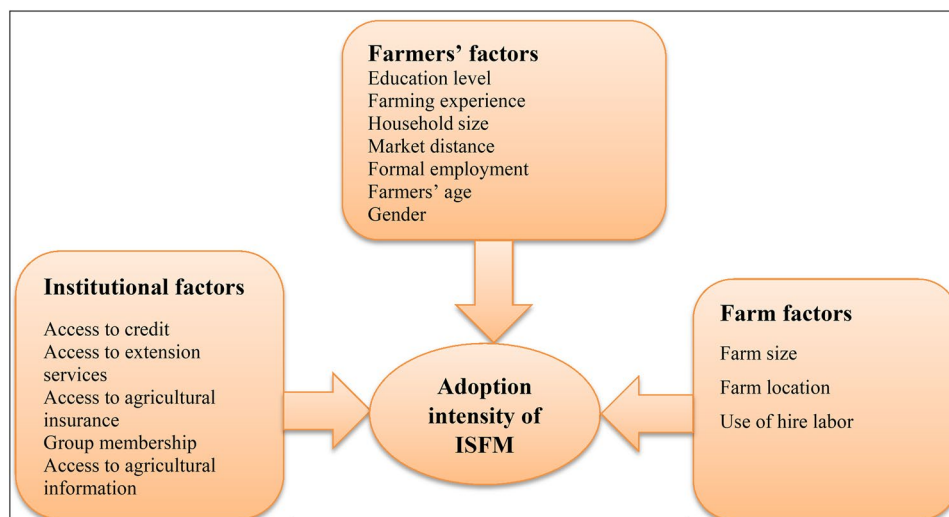 Farmers’ factors
Education level
Farming experience
Household size
Market distance
Formal employment
Farmers’ age
Gender
Institutional factors
Access to credit
Access to extension
services
Access to agricultural
insurance
Group membership
Access to agricultural
information
Adoption
intensity of
ISFM
Farm factors
Farm size
Farm location
Use of hire labor